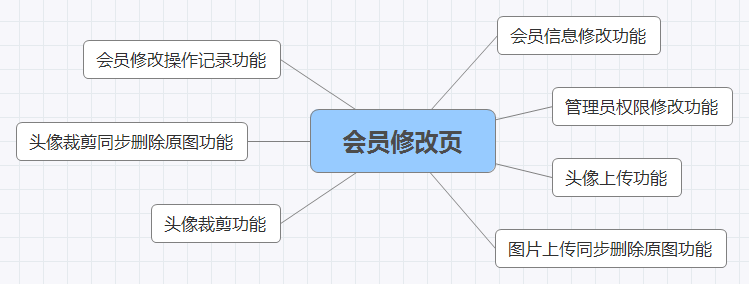 会员信息修改功能
会员修改操作记录功能
管理员权限修改功能
头像裁剪同步删除原图功能
会员修改页
头像上传功能
头像裁剪功能
图片上传同步删除原图功能